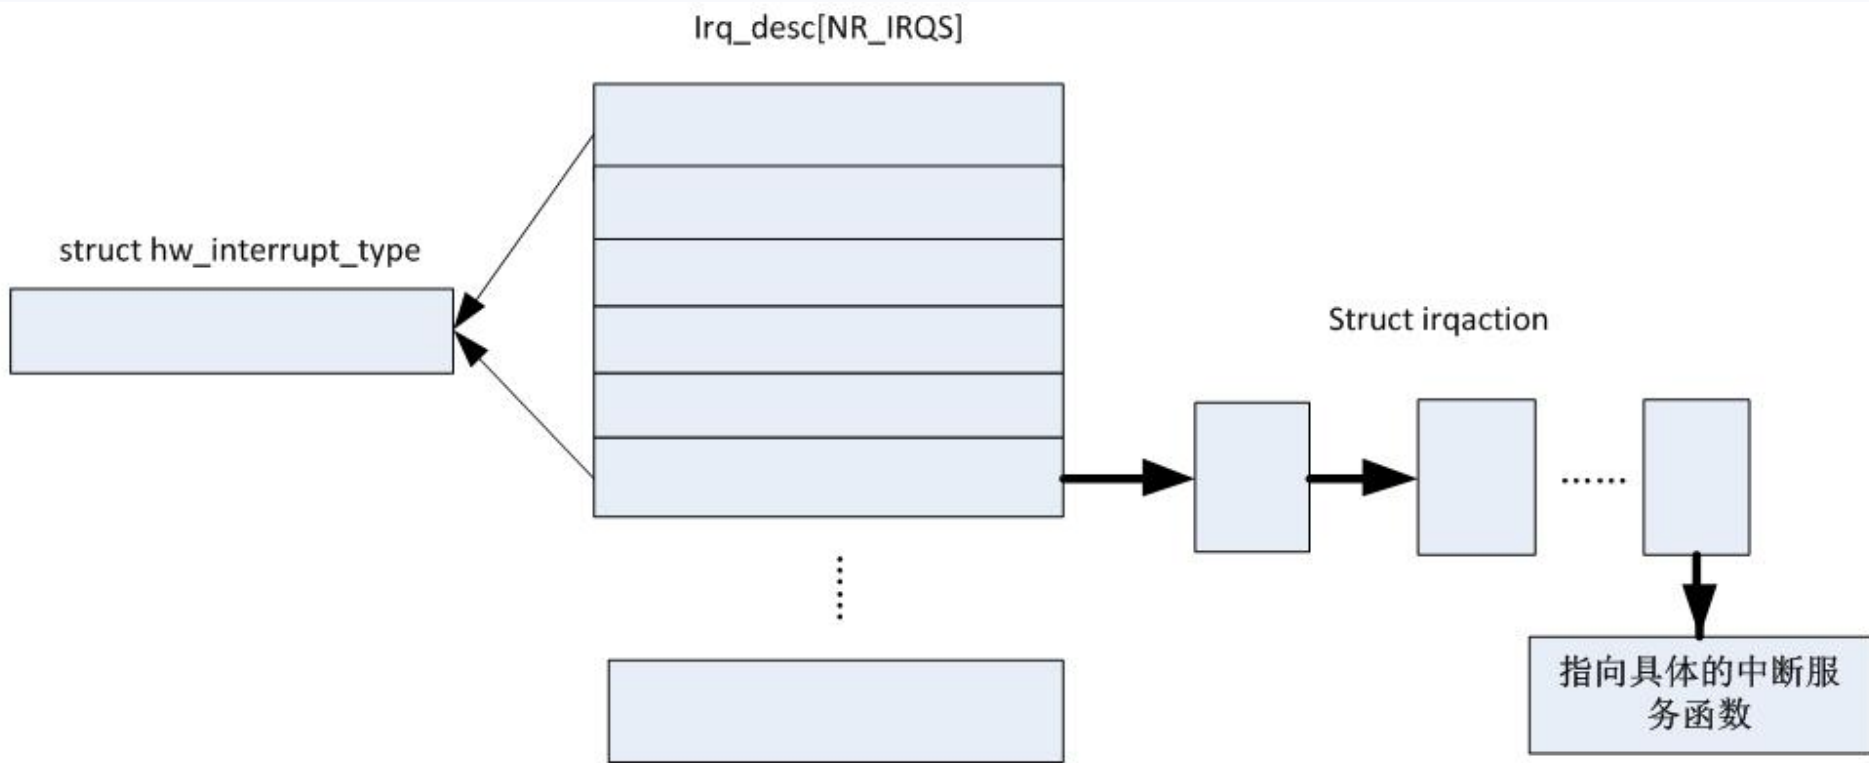 Irq_desc[NR_IRQS]
struct hw_interrupt_type
Struct irqaction
......
......
指向具体的中断服
务函数